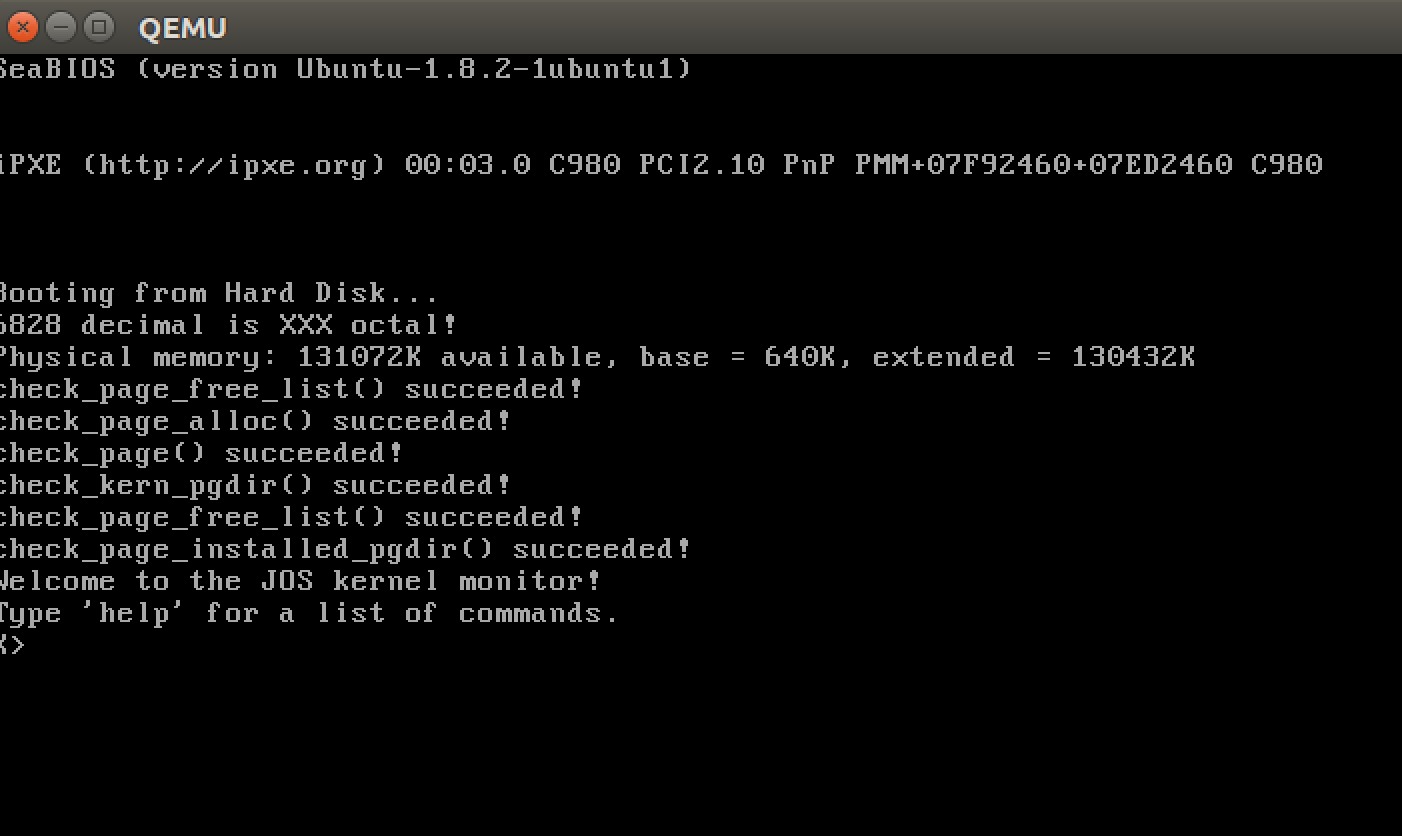 QEMU
SeaBIOS (version Ubuntu-1.8.2-1ubuntu1)
iPXE (http://ipxe.org) 00:03.0 C980 PCI2.10 PnP PMM+07F92460+07ED2460 C980
Booting from Hard Disk...
6828 decimal is XXX octal!
Physical memory: 131072K available, base = 640K, extended = 130432K
check_page_free_list() succeeded!
check_page_alloc() succeeded!
check_page() succeeded!
check_kern_pgdir() succeeded!
check_page_free_list() succeeded!
check_page_installed_pgdir() succeeded!
Welcome to the JOS kernel monitor!
Type 'help' for a list of commands.
K>